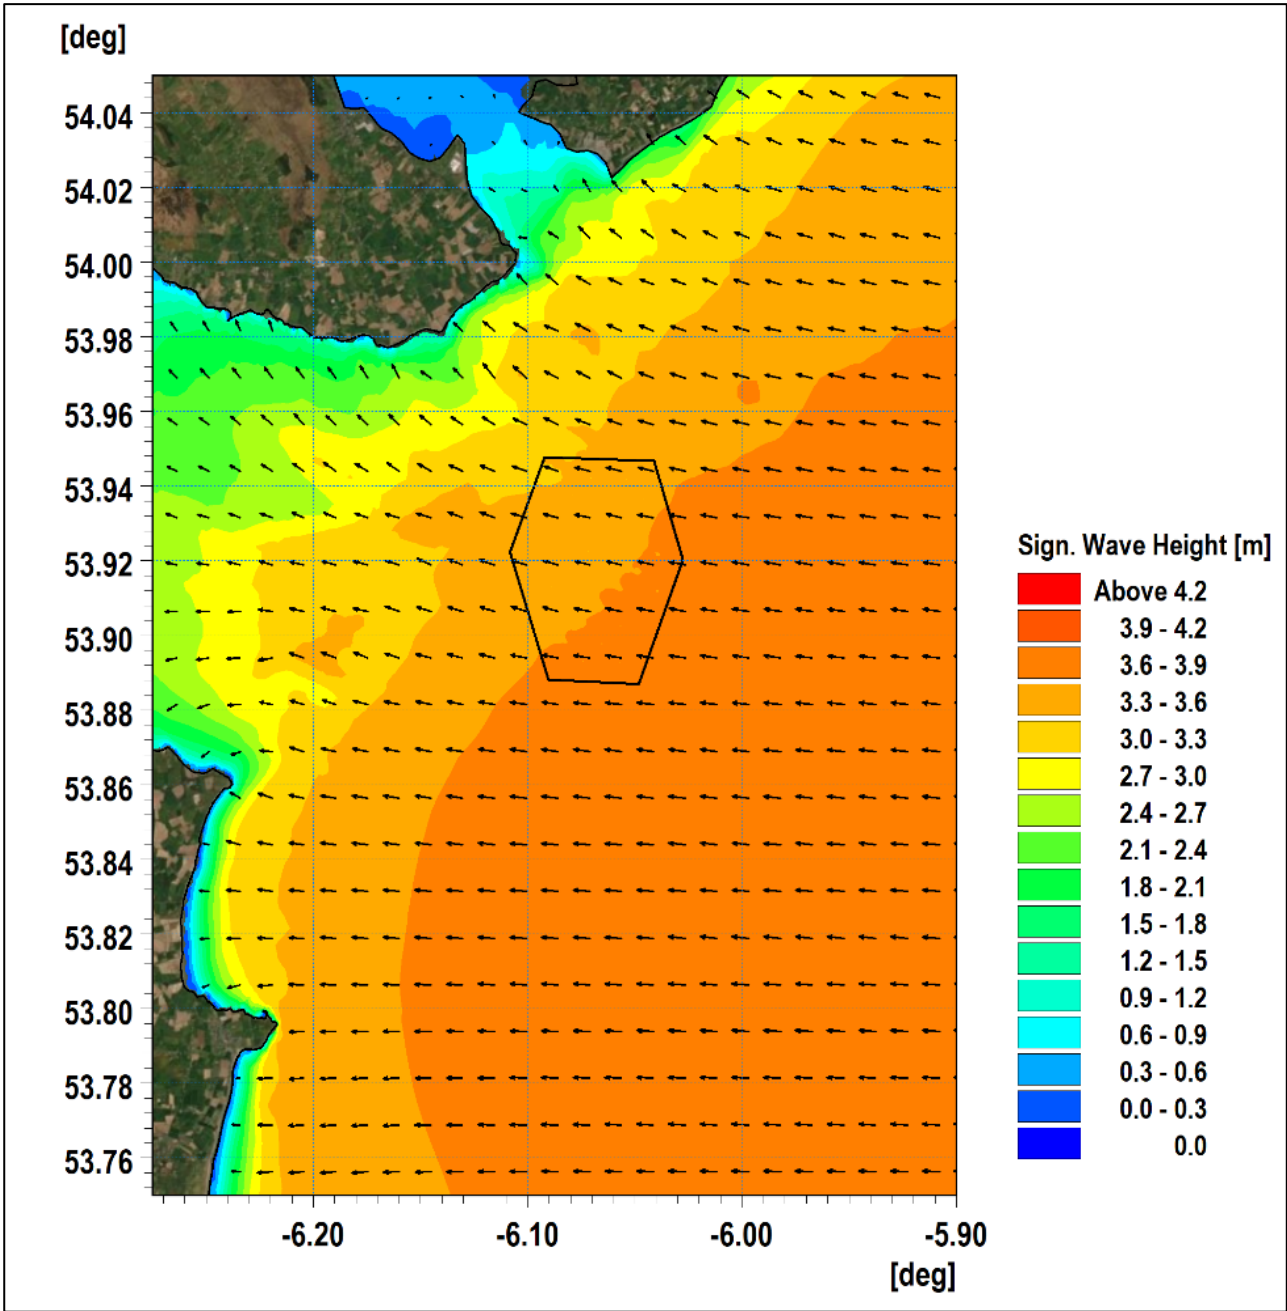 [deg]
54.04
54.02
54.00
53.98
53.96
53.94
53.92
53.90
53.88
53.86
53.84
53.82
53.80
53.78
53.76
-6.20 -6.10 -6.00 -5.90
[deg]
Sign. Wave Height [m]
Above 4.2
3.9 - 4.2
3.6 - 3.9
3.3 - 3.6
3.0 - 3.3
2.7 - 3.0
2.4 - 2.7
2.1 - 2.4
1.8 - 2.1
1.5 - 1.8
1.2 - 1.5
0.9 - 1.2
0.6 - 0.9
0.3 - 0.6
0.0 - 0.3
0.0